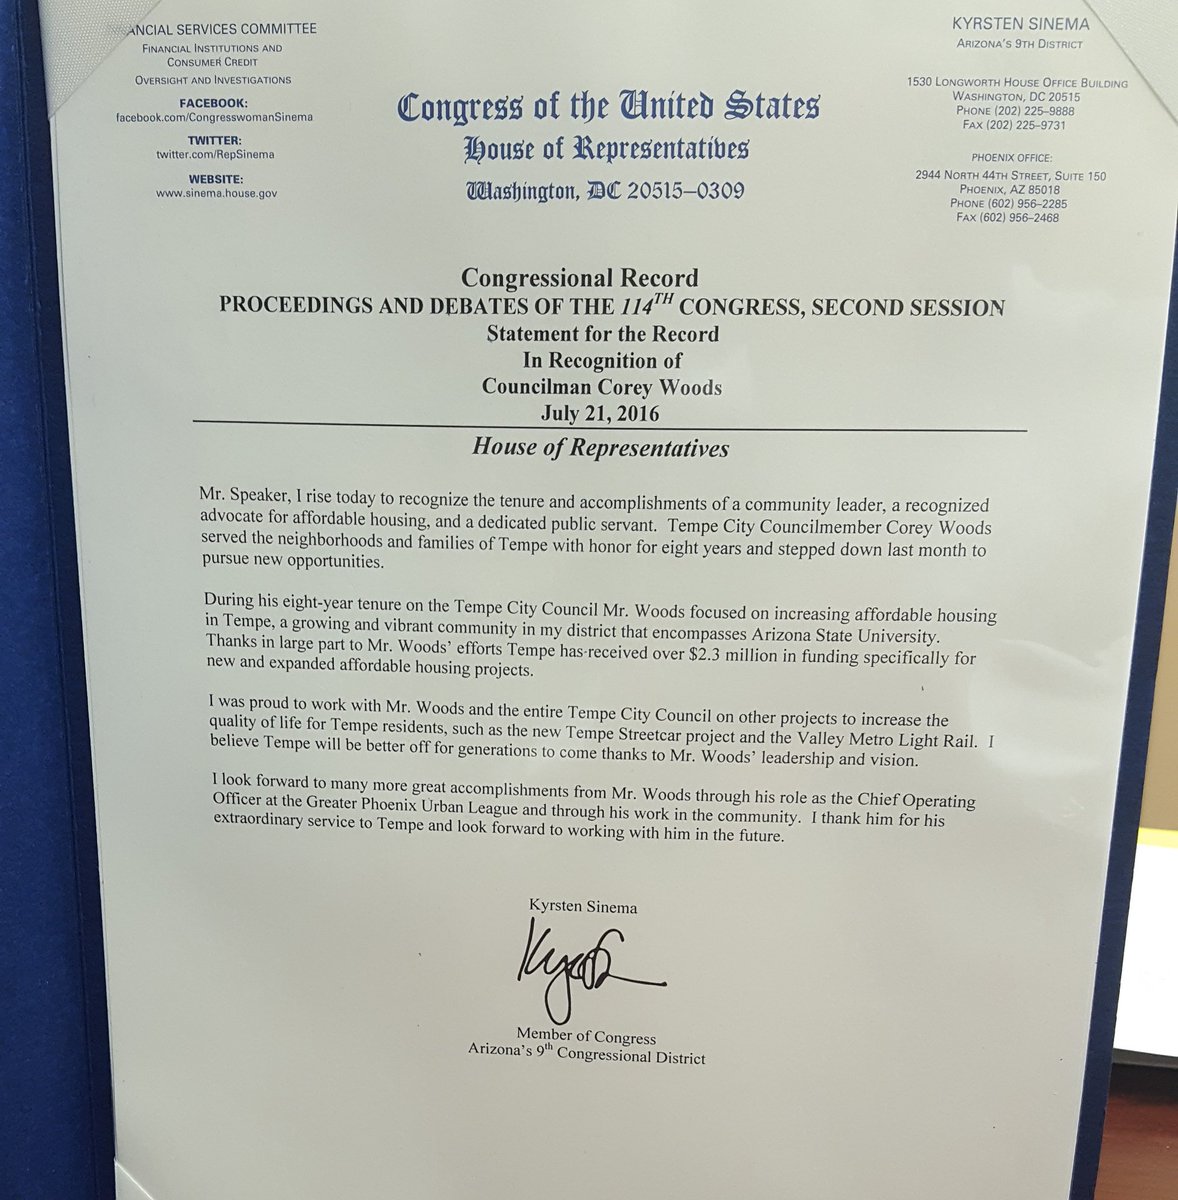 ANCIAL SERVICES COMMITTEE
FINANCIAL INSTITUTIONS AND
CONSUMER CREDIT
OVERSIGHT AND INVESTIGATIONS
FACEBOOK:
facebook.com/CongresswomanSinema
TWITTER:
twitter.com/RepSinema
WEBSITE:
www.sinema.house.gov
Congress of the United States
House of Representatives
Washington, DC 20515–0309
KYRSTEN SINEMA
ARIZONA'S 9TH DISTRICT
1530 LONGWORTH HOUSE OFFICE BUILDING
WASHINGTON, DC 20515
PHONE (202) 225–9888
FAX (202) 225–9731
PHOENIX OFFICE:
2944 NORTH 44TH STREET, SUITE 150
PHOENIX, AZ 85018
PHONE (602) 956–2285
FAX (602) 956–2468
Congressional Record
PROCEEDINGS AND DEBATES OF THE 114TH CONGRESS, SECOND SESSION
Statement for the Record
In Recognition of
Councilman Corey Woods
July 21, 2016
House of Representatives
Mr. Speaker, I rise today to recognize the tenure and accomplishments of a community leader, a recognized
advocate for affordable housing, and a dedicated public servant. Tempe City Councilmember Corey Woods
served the neighborhoods and families of Tempe with honor for eight years and stepped down last month to
pursue new opportunities.
During his eight-year tenure on the Tempe City Council Mr. Woods focused on increasing affordable housing
in Tempe, a growing and vibrant community in my district that encompasses Arizona State University.
Thanks in large part to Mr. Woods' efforts Tempe has received over $2.3 million in funding specifically for
new and expanded affordable housing projects.
I was proud to work with Mr. Woods and the entire Tempe City Council on other projects to increase the
quality of life for Tempe residents, such as the new Tempe Streetcar project and the Valley Metro Light Rail. I
believe Tempe will be better off for generations to come thanks to Mr. Woods' leadership and vision.
I look forward to many more great accomplishments from Mr. Woods through his role as the Chief Operating
Officer at the Greater Phoenix Urban League and through his work in the community. I thank him for his
extraordinary service to Tempe and look forward to working with him in the future.
Kyrsten Sinema
Member of Congress
Arizona's 9th Congressional District